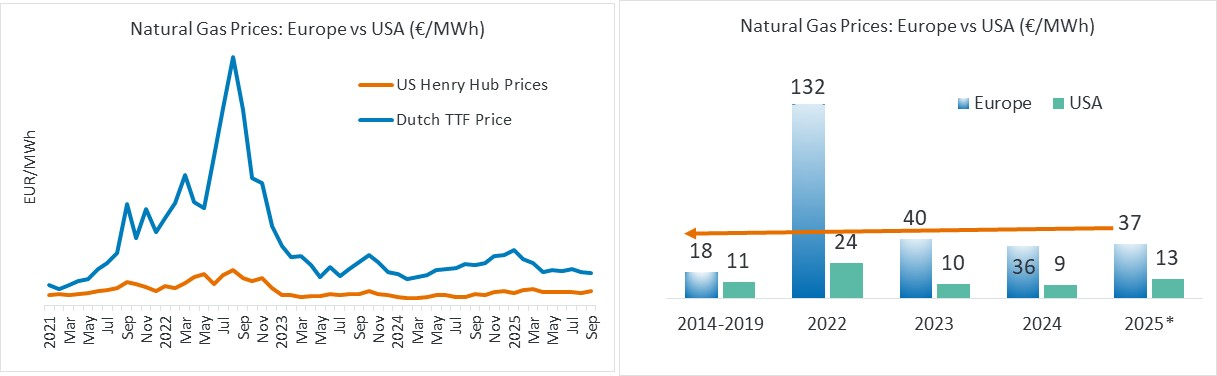 Natural Gas Prices: Europe vs USA (€/MWh)
US Henry Hub Prices
Dutch TTF Price
EUR/MWh
2021 Mar May Jul Sep Nov 2022 Mar May Jul Sep Nov 2023 Mar May Jul Sep Nov 2024 Mar May Jul Sep Nov 2025 Mar May Jul Sep
Natural Gas Prices: Europe vs USA (€/MWh)
Europe USA
132
40 37
18 11 24 10 36 9 13
2014-2019 2022 2023 2024 2025*